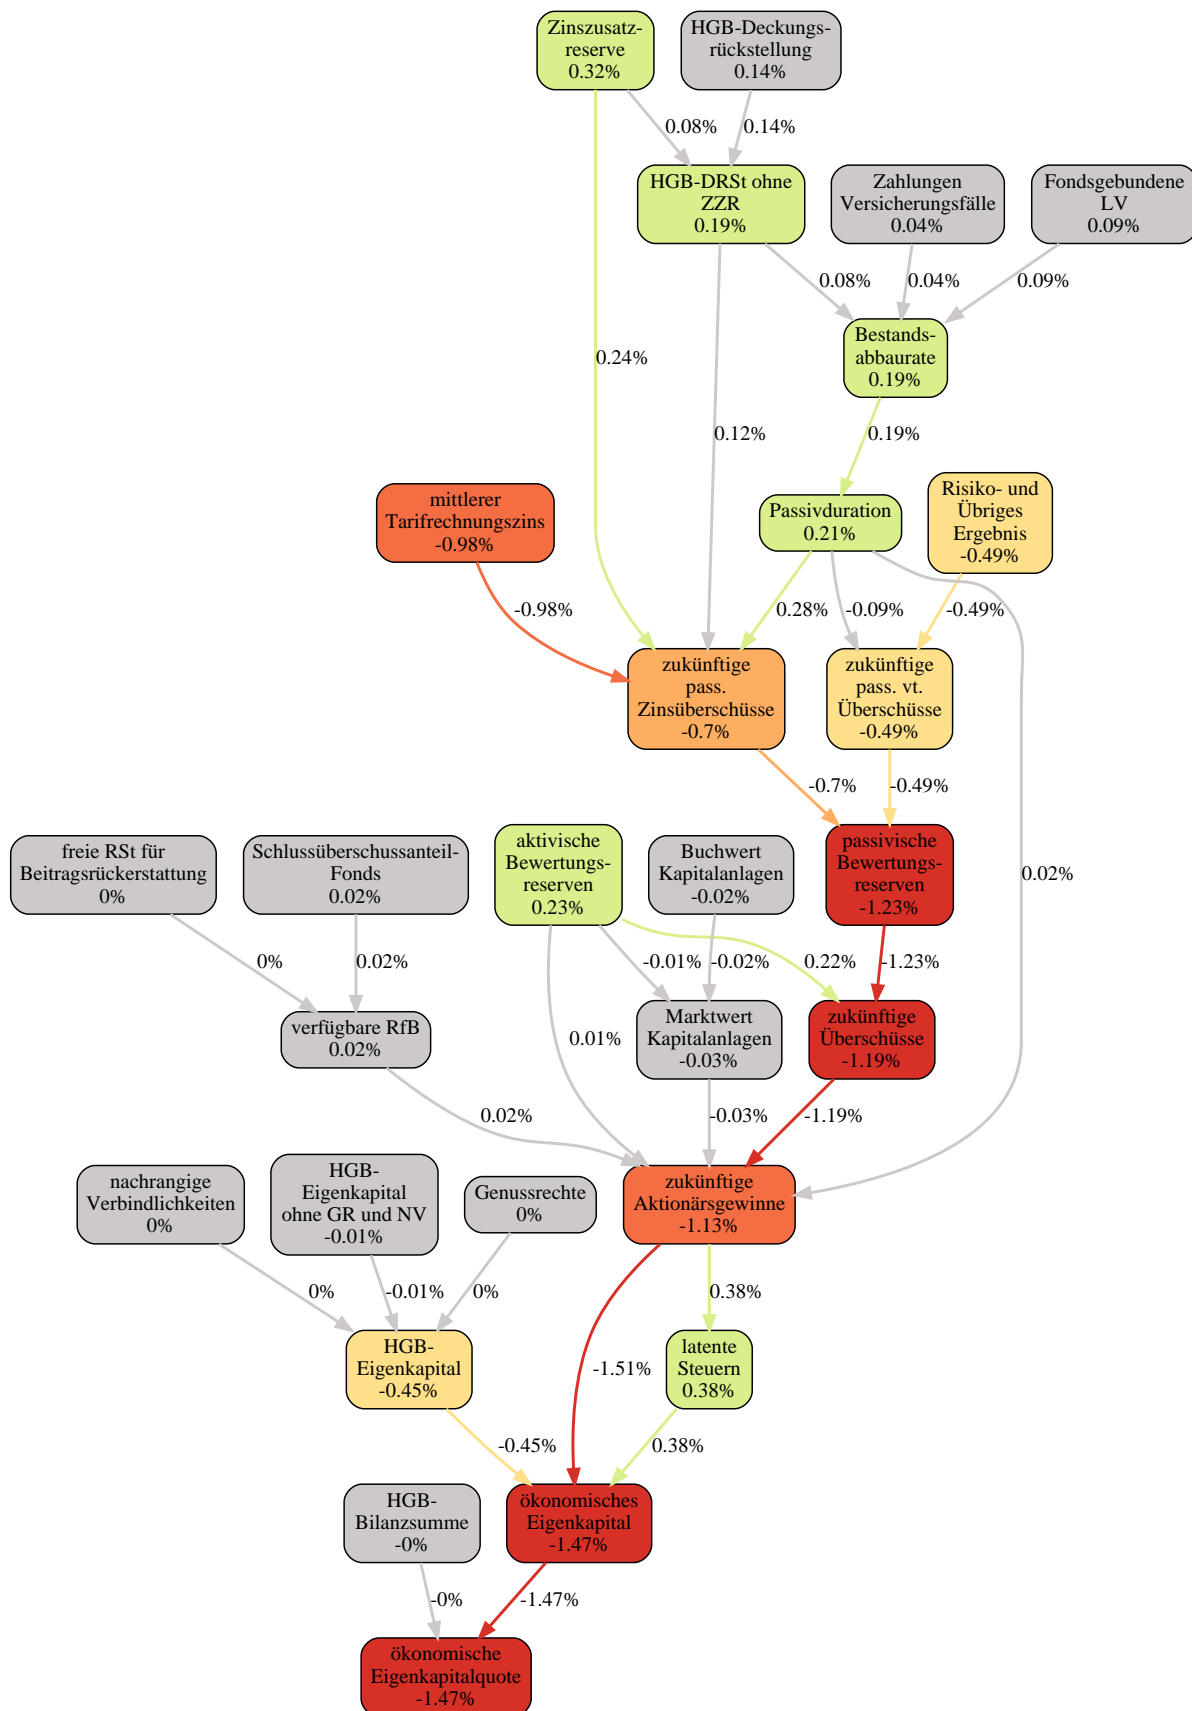 Zinszusatz-
reserve
0.32%
HGB-Deckungs-
rückstellung
0.14%
0.08%
0.14%
HGB-DRSt ohne
ZZR
0.19%
Zahlungen
Versicherungsfälle
0.04%
Fondsgebundene
LV
0.09%
0.08%
0.04%
0.09%
Bestands-
abbaurate
0.19%
0.24%
0.12%
0.19%
mittlerer
Tarifrechnungszins
-0.98%
Passivduration
0.21%
Risiko- und
Übriges
Ergebnis
-0.49%
-0.98%
0.28%
-0.09%
-0.49%
zukünftige
pass.
Zinsüberschüsse
-0.7%
zukünftige
pass. vt.
Überschüsse
-0.49%
-0.7%
-0.49%
freie RSt für
Beitragsrückerstattung
0%
Schlussüberschussanteil-
Fonds
0.02%
aktivische
Bewertungs-
reserven
0.23%
Buchwert
Kapitalanlagen
-0.02%
passivische
Bewertungs-
reserven
-1.23%
0.02%
0%
0.02%
-0.01%
-0.02%
0.22%
-1.23%
verfügbare RfB
0.02%
0.01%
Marktwert
Kapitalanlagen
-0.03%
zukünftige
Überschüsse
-1.19%
0.02%
-0.03%
-1.19%
nachrangige
Verbindlichkeiten
0%
HGB-
Eigenkapital
ohne GR und NV
-0.01%
Genussrechte
0%
zukünftige
Aktionärsgewinne
-1.13%
0%
-0.01%
0%
0.38%
HGB-
Eigenkapital
-0.45%
-1.51%
latente
Steuern
0.38%
-0.45%
0.38%
HGB-
Bilanzsumme
-0%
ökonomisches
Eigenkapital
-1.47%
-0%
-1.47%
ökonomische
Eigenkapitalquote
-1.47%